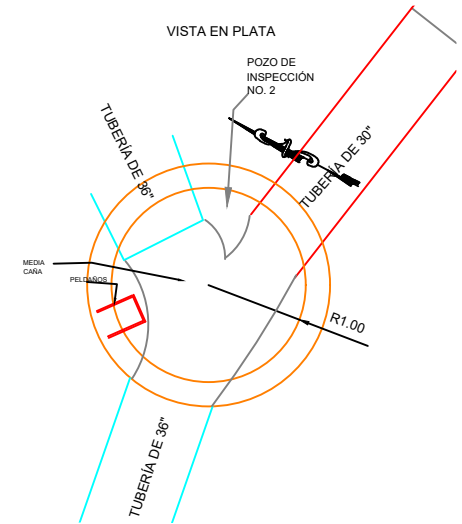 VISTA EN PLATA
POZO DE
INSPECCIÓN
NO. 2
TUBERÍA DE 36"
TUBERÍA DE 30"
MEDIA
CAÑA
PELDAÑOS
R1.00
TUBERÍA DE 36"